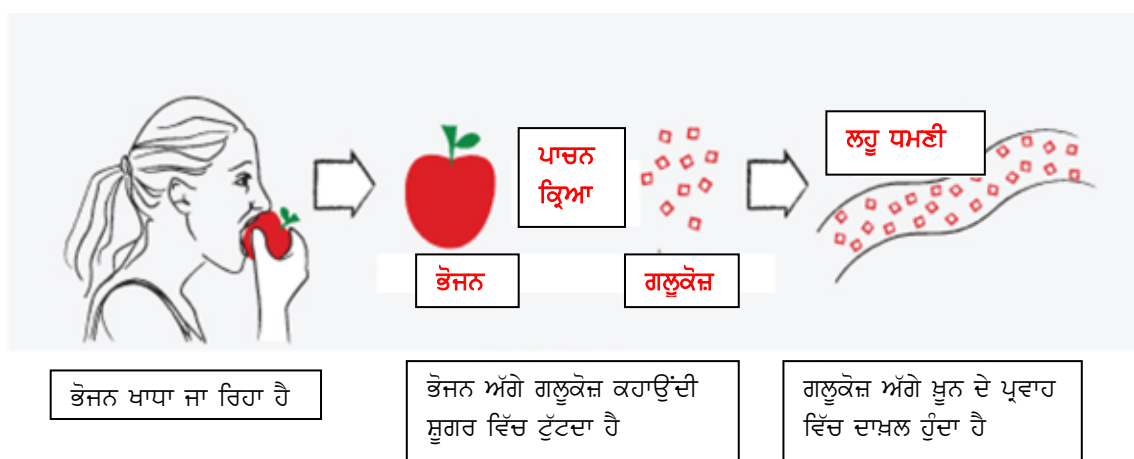 ਪਾਚਨ
ਕ੍ਰਿਆ
ਲਹੂ ਧਮਣੀ
ਭੋਜਨ
ਗਲੂਕੋਜ਼
ਭੋਜਨ ਖਾਧਾ ਜਾ ਰਿਹਾ ਹੈ
ਭੋਜਨ ਅੱਗੇ ਗਲੂਕੋਜ਼ ਕਹਾਉਂਦੀ
ਸ਼ੂਗਰ ਵਿੱਚ ਟੁੱਟਦਾ ਹੈ
ਗਲੂਕੋਜ਼ ਅੱਗੇ ਖ਼ੂਨ ਦੇ ਪ੍ਰਵਾਹ
ਵਿੱਚ ਦਾਖ਼ਲ ਹੁੰਦਾ ਹੈ